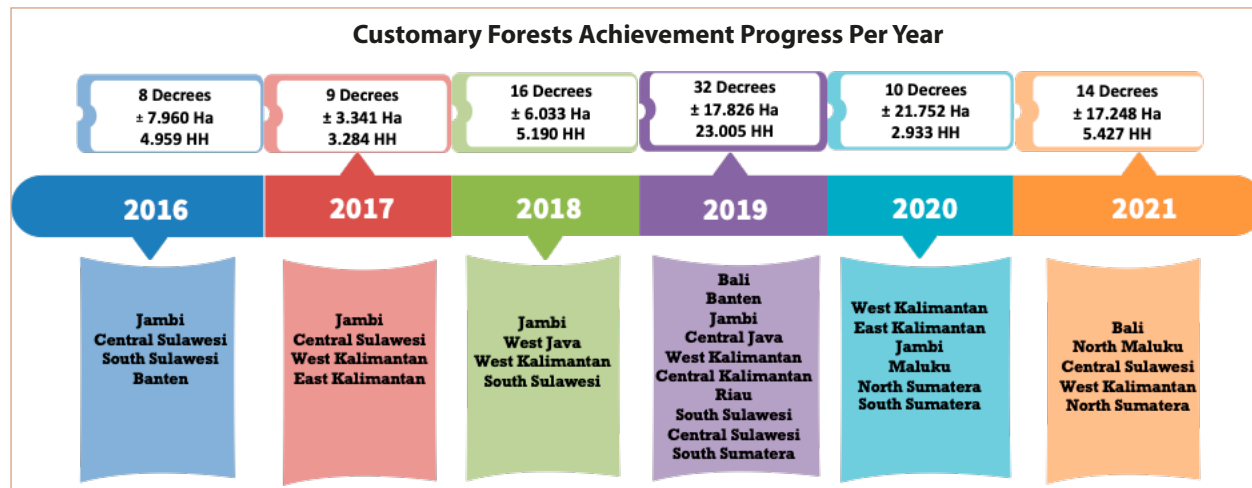 Customary Forests Achievement Progress Per Year
8 Decrees
± 7.960 Ha
4.959 HH
9 Decrees
± 3.341 Ha
3.284 HH
16 Decrees
± 6.033 Ha
5.190 HH
32 Decrees
± 17.826 Ha
23.005 HH
10 Decrees
± 21.752 Ha
2.933 HH
14 Decrees
± 17.248 Ha
5.427 HH
2016
2017
2018
2019
2020
2021
Jambi
Central Sulawesi
South Sulawesi
Banten
Jambi
Central Sulawesi
West Kalimantan
East Kalimantan
Jambi
West Java
West Kalimantan
South Sulawesi
Bali
Banten
Jambi
Central Java
West Kalimantan
Central Kalimantan
Riau
South Sulawesi
Central Sulawesi
South Sumatera
West Kalimantan
East Kalimantan
Jambi
Maluku
North Sumatera
South Sumatera
Bali
North Maluku
Central Sulawesi
West Kalimantan
North Sumatera